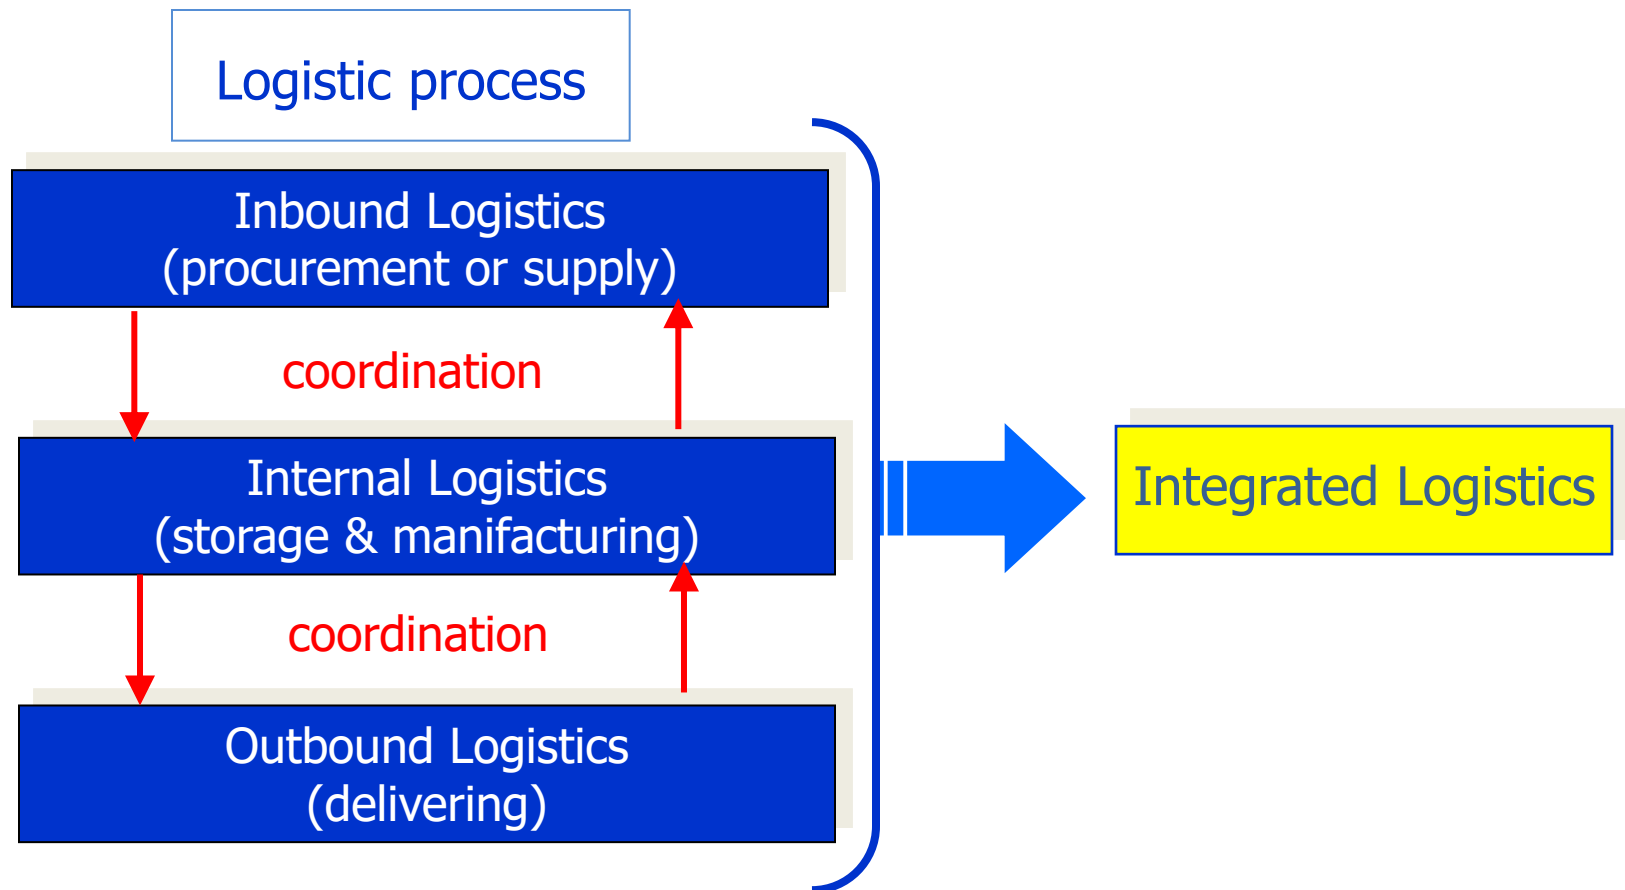 Logistic process
Inbound Logistics
(procurement or supply)
coordination
Internal Logistics
(storage & manifacturing)
coordination
Outbound Logistics
(delivering)
Integrated Logistics